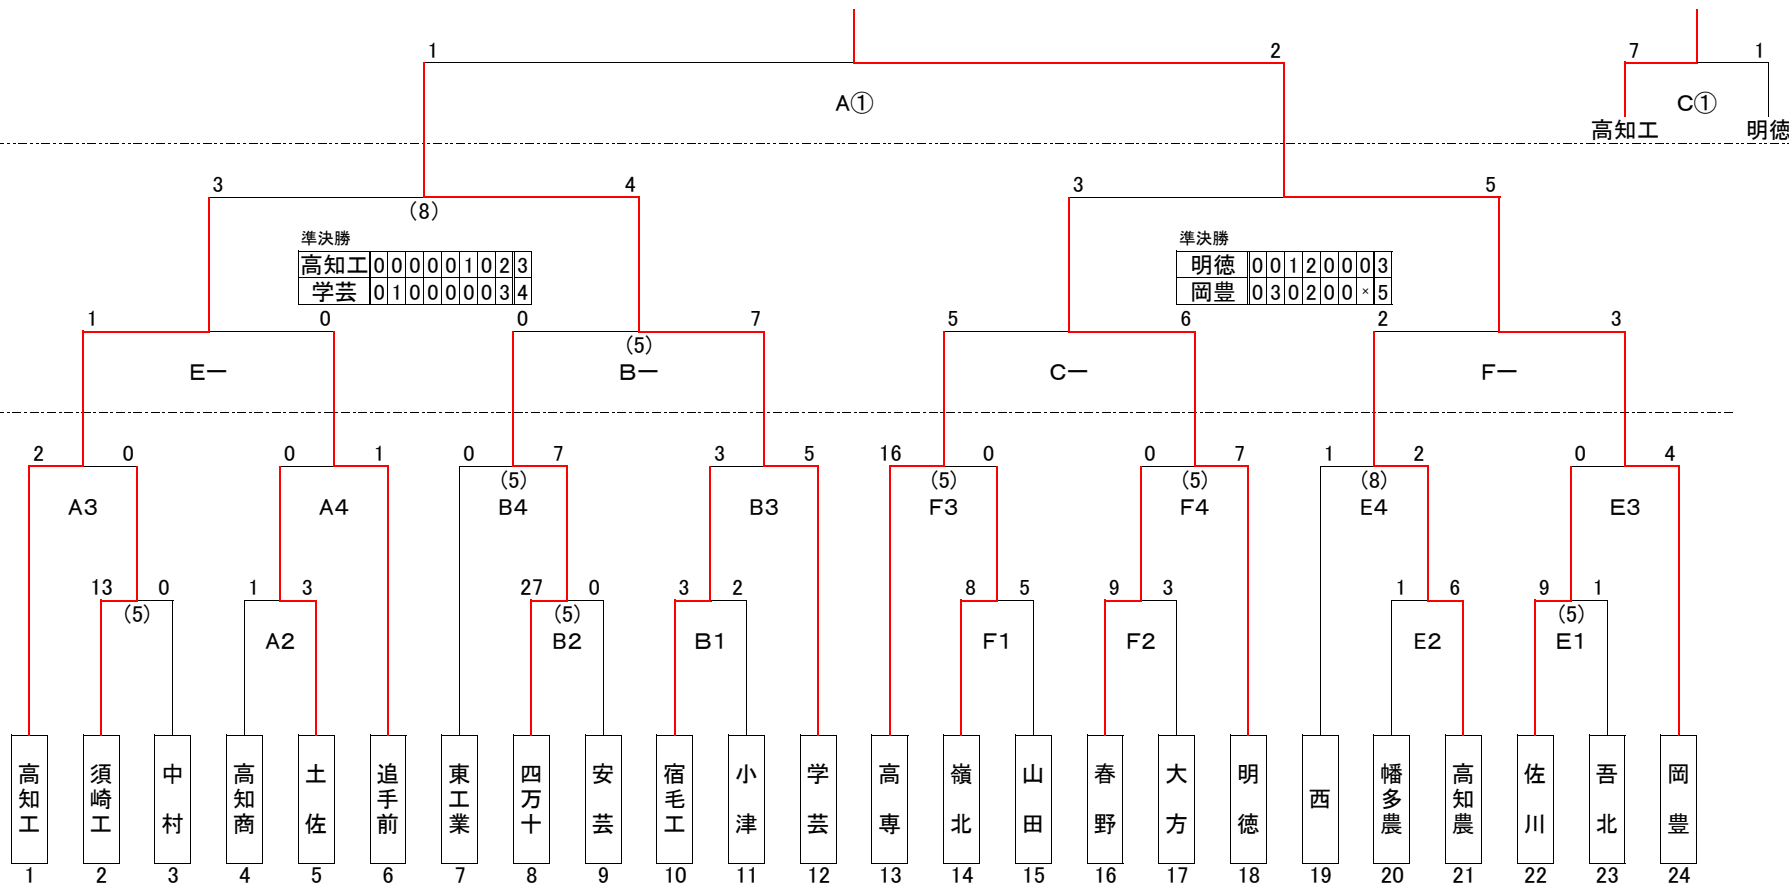 1 2 7 1
A① C①
高知工 明徳
3 4 3 5
(8)
準決勝 準決勝
高知工 0 0 0 0 0 1 0 2 3 明徳 0 0 1 2 0 0 0 3
学芸 0 1 0 0 0 0 0 3 4 岡豊 0 3 0 2 0 0 × 5
1 0 0 7 5 6 2 3
(5)
E一 B一 C一 F一
2 0 0 1 0 7 3 5 16 0 0 7 1 2 0 4
(5) (5) (5) (8)
A3 A4 B4 B3 F3 F4 E4 E3
13 0 1 3 27 0 3 2 8 5 9 3 1 6 9 1
(5) (5) (5)
A2 B2 B1 F1 F2 E2 E1
高知工 須崎工 中村 高知商 土佐 追手前 東工業 四万十 安芸 宿毛工 小津 学芸 高専 嶺北 山田 春野 大方 明徳 西 幡多農 高知農 佐川 吾北 岡豊
1 2 3 4 5 6 7 8 9 10 11 12 13 14 15 16 17 18 19 20 21 22 23 24